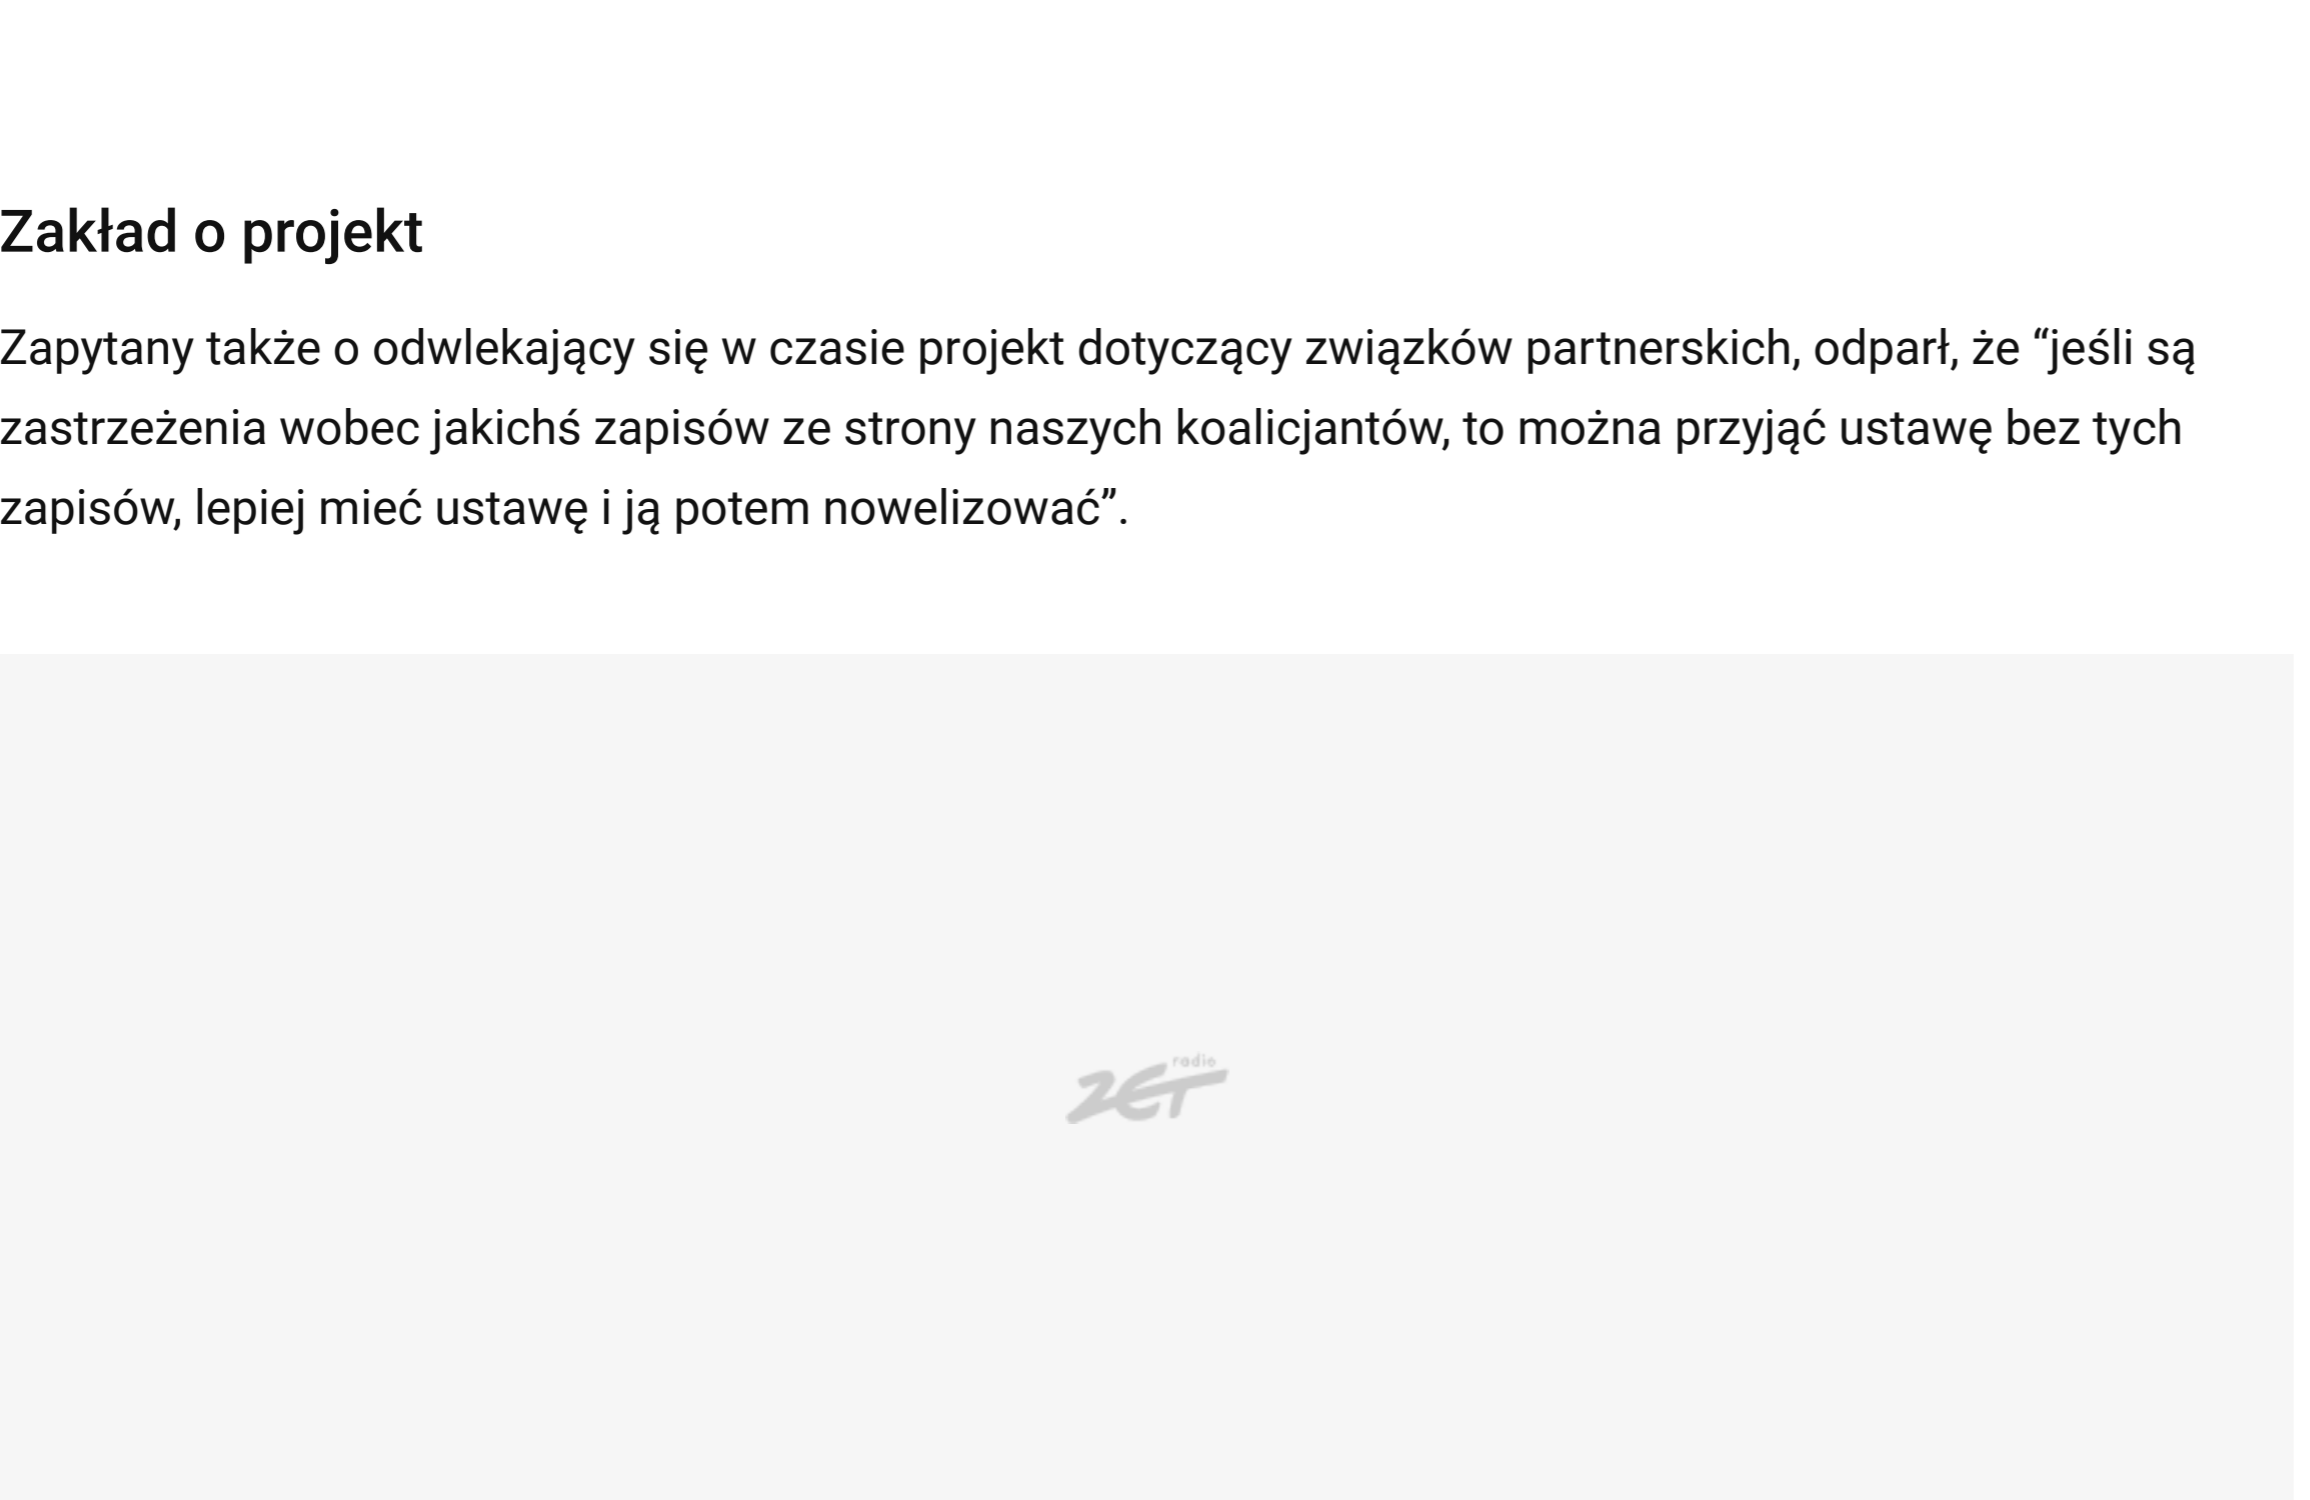 Zakład o projekt
Zapytany także o odwlekający się w czasie projekt dotyczący związków partnerskich, odparł, że “jeśli są
zastrzeżenia wobec jakichś zapisów ze strony naszych koalicjantów, to można przyjąć ustawę bez tych
zapisów, lepiej mieć ustawę i ją potem nowelizować”.
radio
ZET